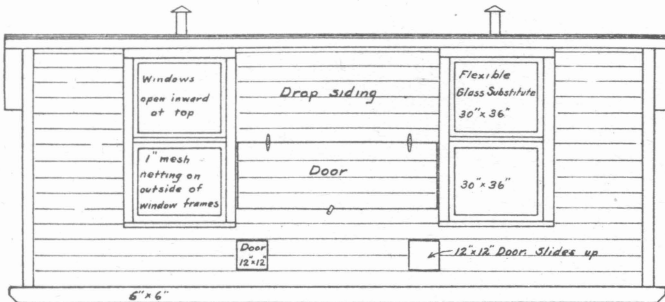 Windows
open inward
at top
Drop siding
Flexible
Glass Substitute
30" x 36"
1" mesh
netting on
outside of
window frames
Door
30" x 36"
Door
12"x12"
12"x12" Door Slides up
6" x 6"